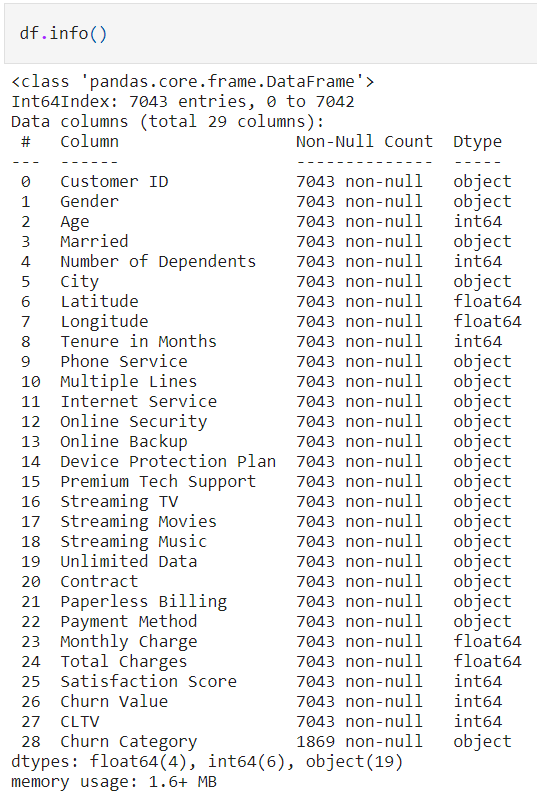 df.info()
<class 'pandas.core.frame.DataFrame'>
Int64Index: 7043 entries, 0 to 7042
Data columns (total 29 columns):
 #   Column                  Non-Null Count  Dtype
---  ------                  --------------  -----
 0   Customer ID             7043 non-null   object
 1   Gender                  7043 non-null   object
 2   Age                     7043 non-null   int64
 3   Married                 7043 non-null   object
 4   Number of Dependents    7043 non-null   int64
 5   City                    7043 non-null   object
 6   Latitude                7043 non-null   float64
 7   Longitude               7043 non-null   float64
 8   Tenure in Months        7043 non-null   int64
 9   Phone Service           7043 non-null   object
 10  Multiple Lines          7043 non-null   object
 11  Internet Service        7043 non-null   object
 12  Online Security         7043 non-null   object
 13  Online Backup           7043 non-null   object
 14  Device Protection Plan  7043 non-null   object
 15  Premium Tech Support    7043 non-null   object
 16  Streaming TV            7043 non-null   object
 17  Streaming Movies        7043 non-null   object
 18  Streaming Music         7043 non-null   object
 19  Unlimited Data          7043 non-null   object
 20  Contract                7043 non-null   object
 21  Paperless Billing       7043 non-null   object
 22  Payment Method          7043 non-null   object
 23  Monthly Charge          7043 non-null   float64
 24  Total Charges           7043 non-null   float64
 25  Satisfaction Score      7043 non-null   int64
 26  Churn Value             7043 non-null   int64
 27  CLTV                    7043 non-null   int64
 28  Churn Category          1869 non-null   object
dtypes: float64(4), int64(6), object(19)
memory usage: 1.6+ MB